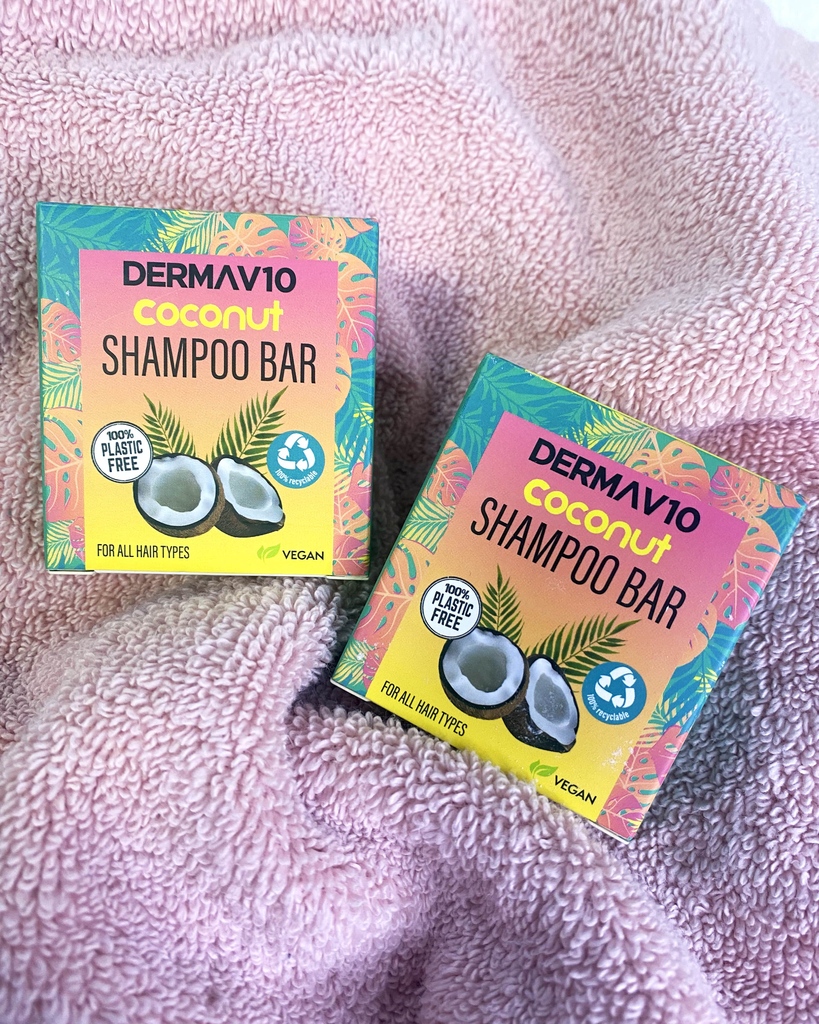 DERMAV10
coconut
SHAMPOO BAR
100%
PLASTIC
FREE
100% recyclable
FOR ALL HAIR TYPES
VEGAN
DERMAV10
coconut
SHAMPOO BAR
100%
PLASTIC
FREE
100% recyclable
FOR ALL HAIR TYPES
VEGAN